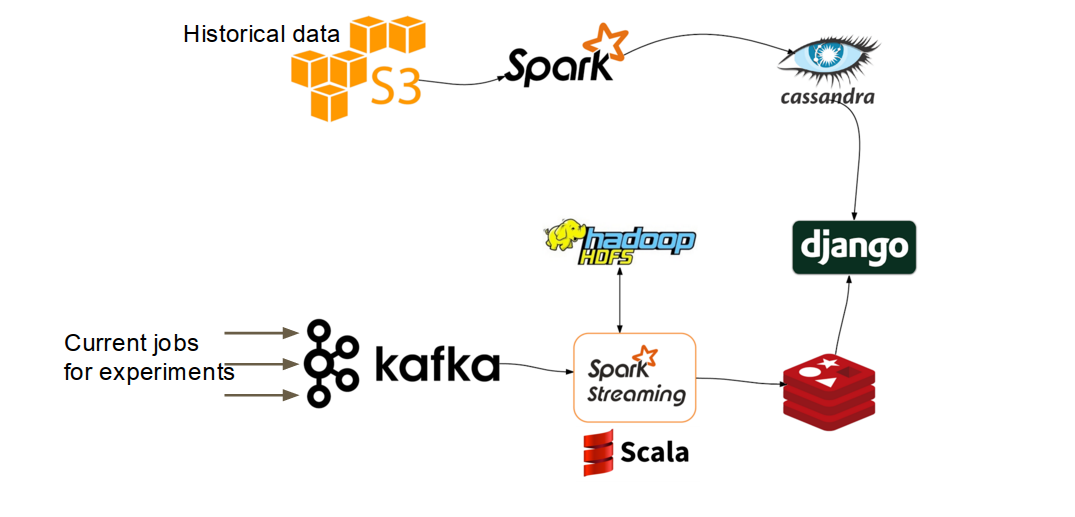 Historical data
S3
Spark
cassandra
hadoop
HDFS
django
Current jobs
for experiments
kafka
Spark
Streaming
Scala